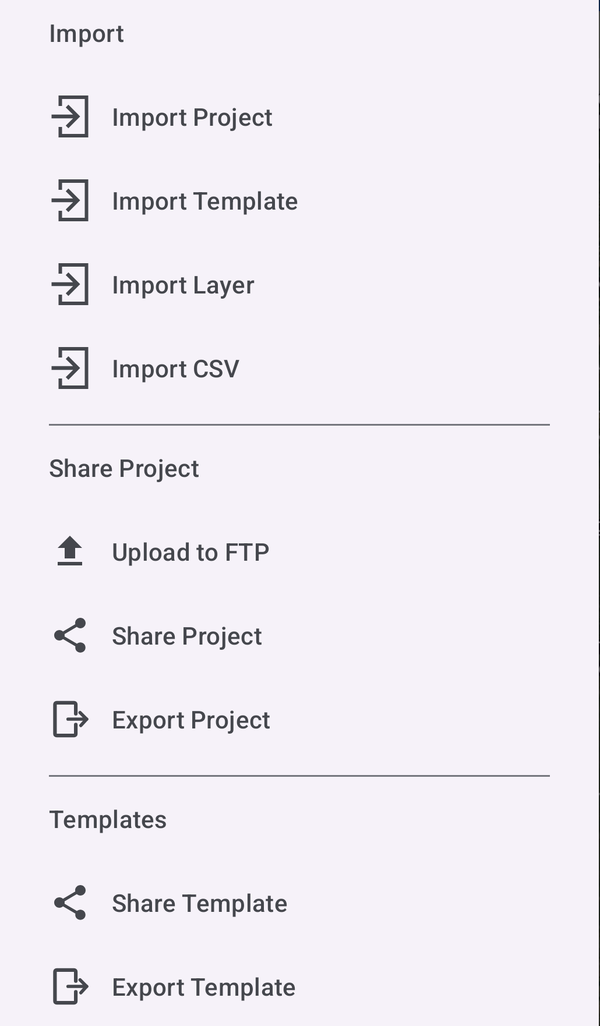 Import
Import Project
Import Template
Import Layer
Import CSV
Share Project
Upload to FTP
Share Project
Export Project
Templates
Share Template
Export Template